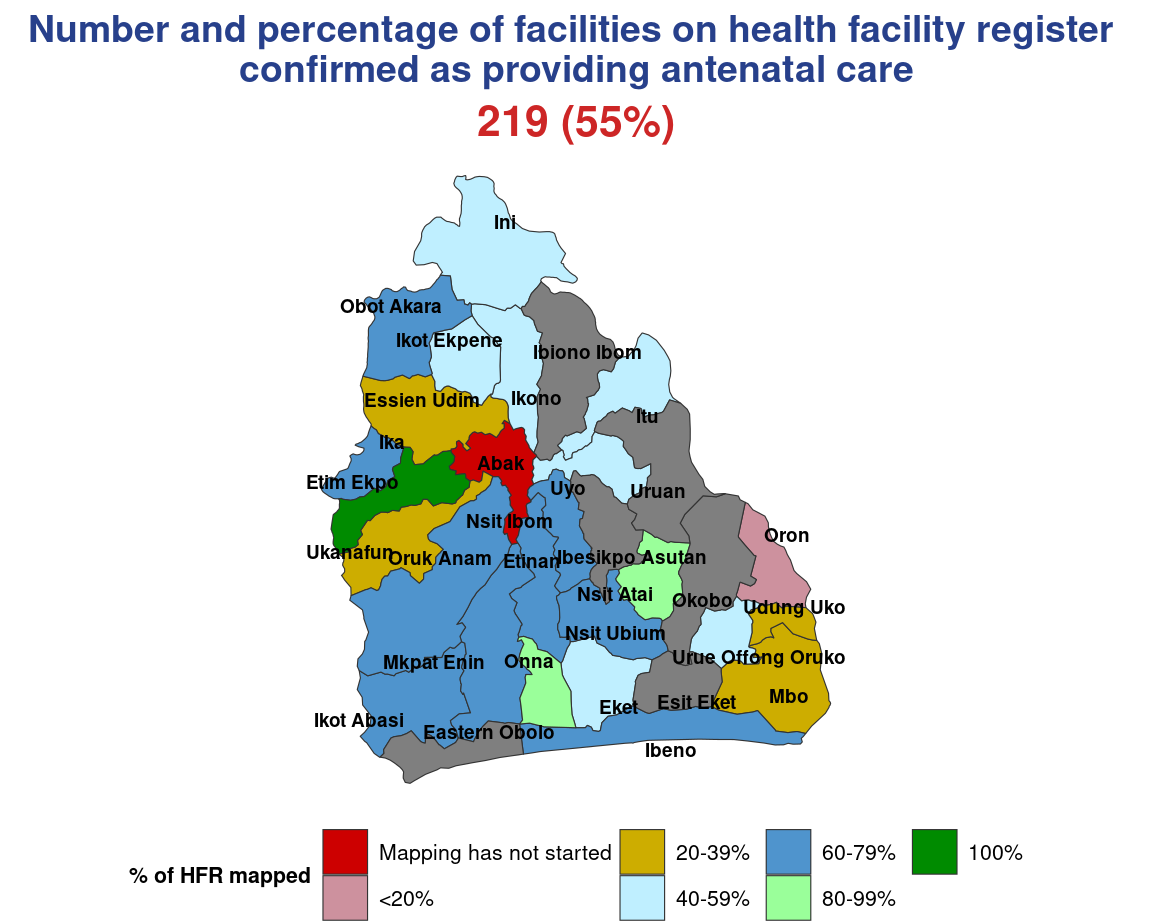 Number and percentage of facilities on health facility register
confirmed as providing antenatal care
219 (55%)
Ini
Obot Akara
Ikot Ekpene
Ibiono Ibom
Essien Udim
Ikono
Itu
Ika
Abak
Etim Ekpo
Uyo
Uruan
Nsit Ibom
Oron
Ukanafun
Oruk Anam
Etinan
Ibesikpo Asutan
Nsit Atai
Okobo
Udung Uko
Nsit Ubium
Mkpat Enin
Onna
Urue Offong Oruko
Mbo
Esit Eket
Eket
Ikot Abasi
Eastern Obolo
Ibeno
% of HFR mapped
Mapping has not started
<20%
20-39%
40-59%
60-79%
80-99%
100%